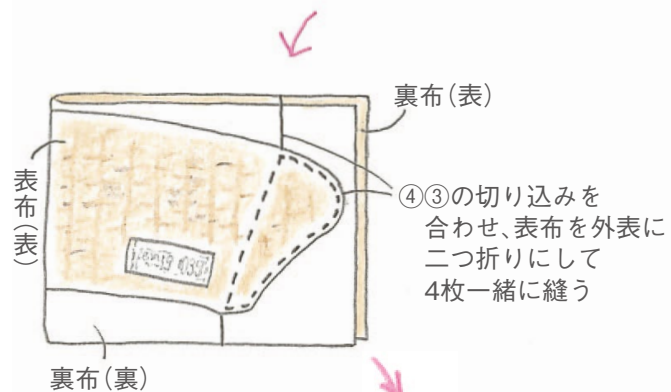 裏布(表)
表布(表)
④③の切り込みを
合わせ、表布を外表に
二つ折りにして
4枚一緒に縫う
裏布(裏)